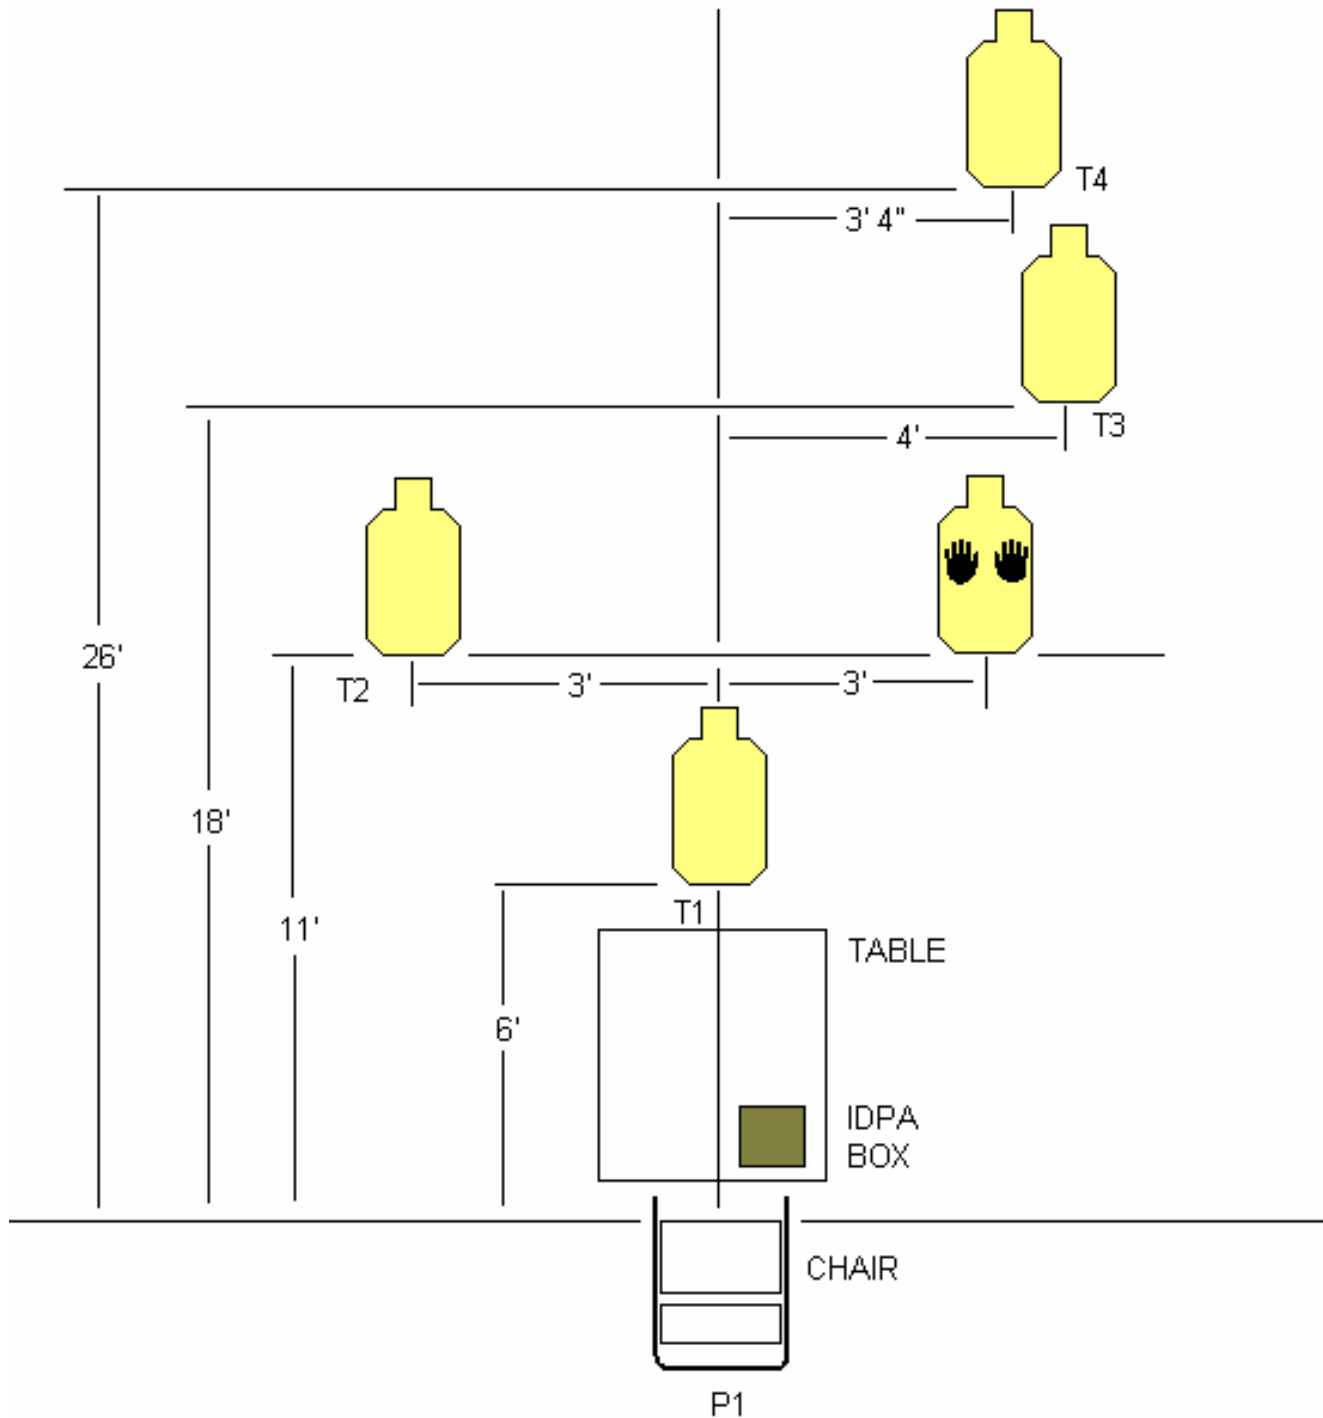 T4
3' 4"
T3
4'
26'
T2
3'
3'
18'
T1
11'
TABLE
6'
IDPA
BOX
CHAIR
P1